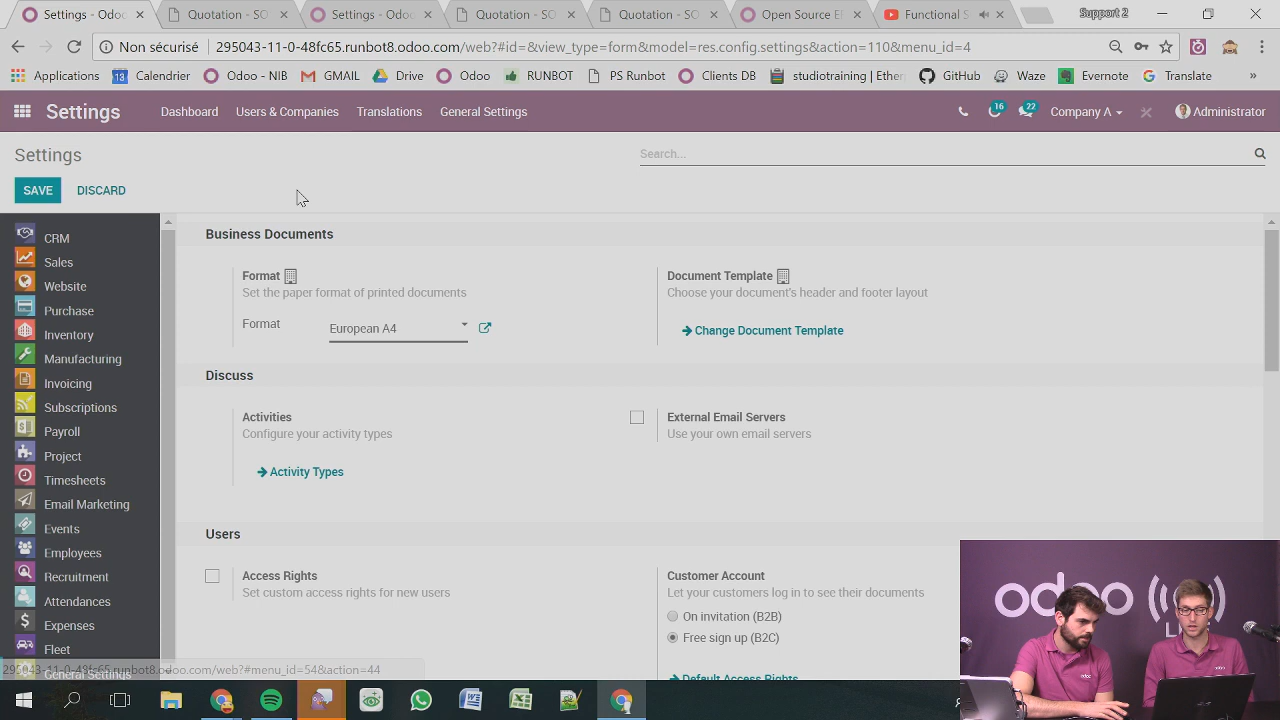 Settings - Odoo
Quotation - SO
Settings - Odoo
Quotation - SO
Quotation - SO
Open Source E
Functional S
Support 2
Non sécurisé
295043-11-0-48fc65.runbot8.odoo.com/web?#id=&view_type=form&model=res.config.settings&action=110&menu_id=4
Applications
Calendrier
Odoo - NIB
GMAIL
Drive
Odoo
RUNBOT
PS Runbot
Clients DB
studiotraining | Ether
GitHub
Waze
Evernote
Translate
»
Settings
Dashboard
Users & Companies
Translations
General Settings
16
22
Company A
Administrator
Settings
Search...
SAVE
DISCARD
CRM
Sales
Website
Purchase
Inventory
Manufacturing
Invoicing
Subscriptions
Payroll
Project
Timesheets
Email Marketing
Events
Employees
Recruitment
Attendances
Expenses
Fleet
General Settings
Business Documents
Format
Set the paper format of printed documents
Format
European A4
Document Template
Choose your document's header and footer layout
Change Document Template
Discuss
Activities
Configure your activity types
Activity Types
External Email Servers
Use your own email servers
Users
Access Rights
Set custom access rights for new users
Customer Account
Let your customers log in to see their documents
On invitation (B2B)
Free sign up (B2C)
Default Access Rights
295043-11-0-48fc65.runbot8.odoo.com/web?#menu_id=54&action=44
odoo